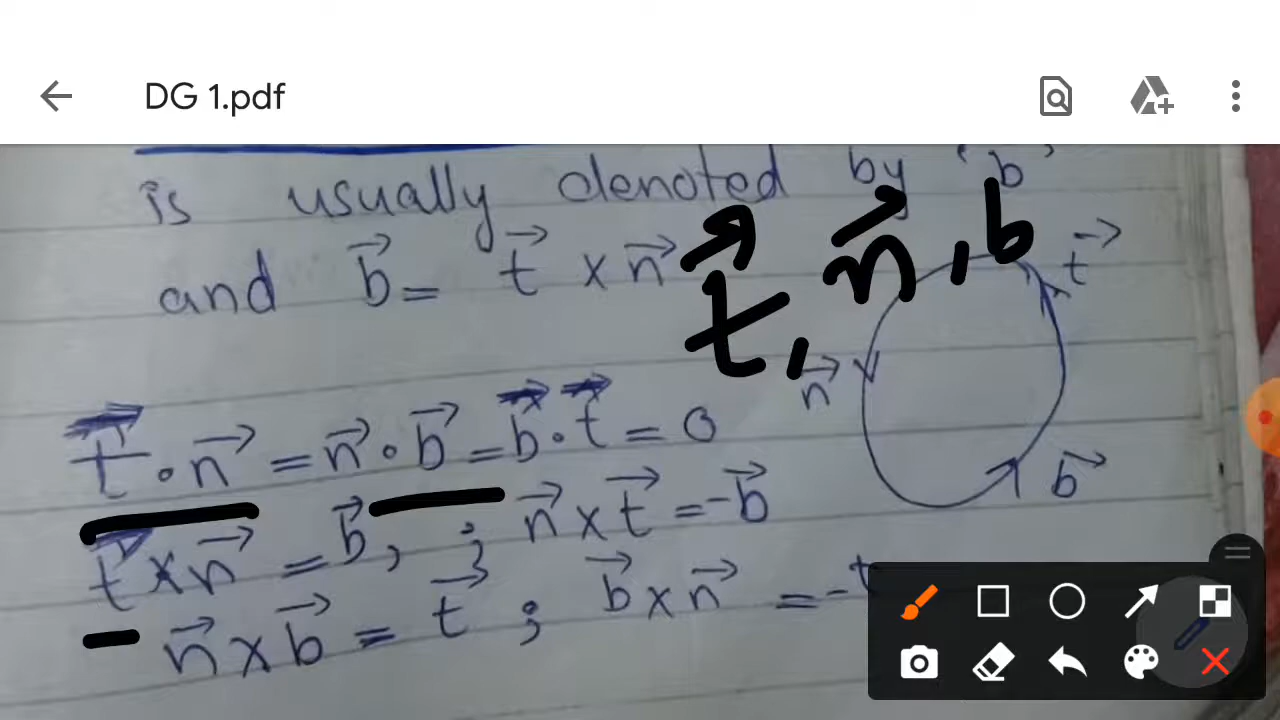 DG 1.pdf
is usually denoted by 'b'
and b⃗ = t⃗ × n⃗
t⃗, n⃗, b
t⃗
n⃗
b⃗
t⃗ · n⃗ = n⃗ · b⃗ = b⃗ · t⃗ = 0
t⃗ × n⃗ = b⃗, ; n⃗ × t⃗ = -b⃗
n⃗ × b⃗ = t⃗ ; b⃗ × n⃗ = -t